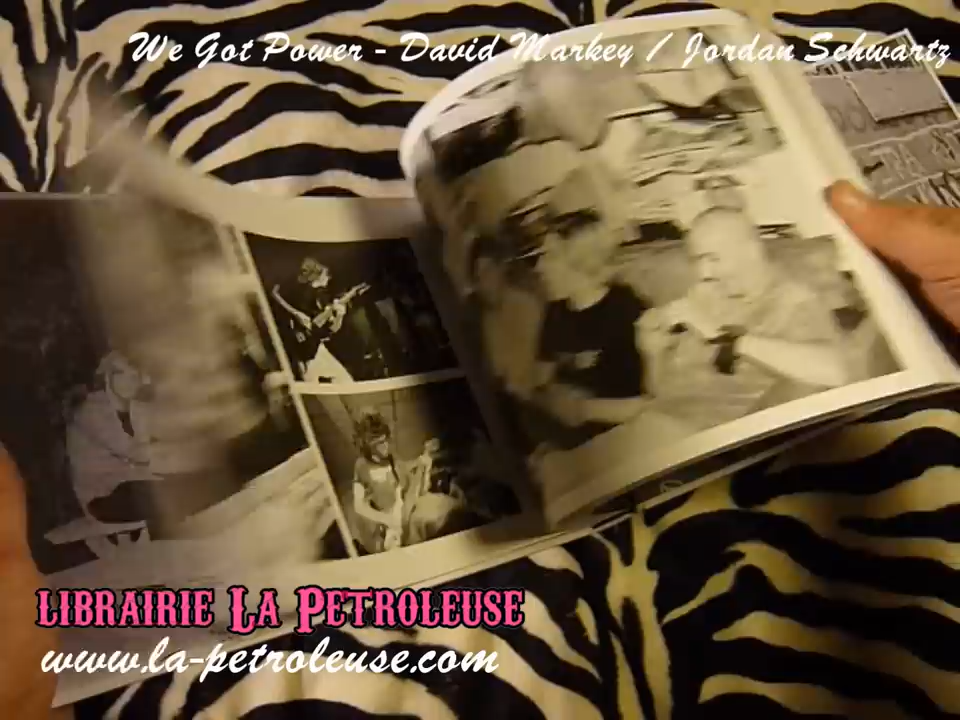 We Got Power - David Markey / Jordan Schwartz
LIBRAIRIE LA PETROLEUSE
www.la-petroleuse.com